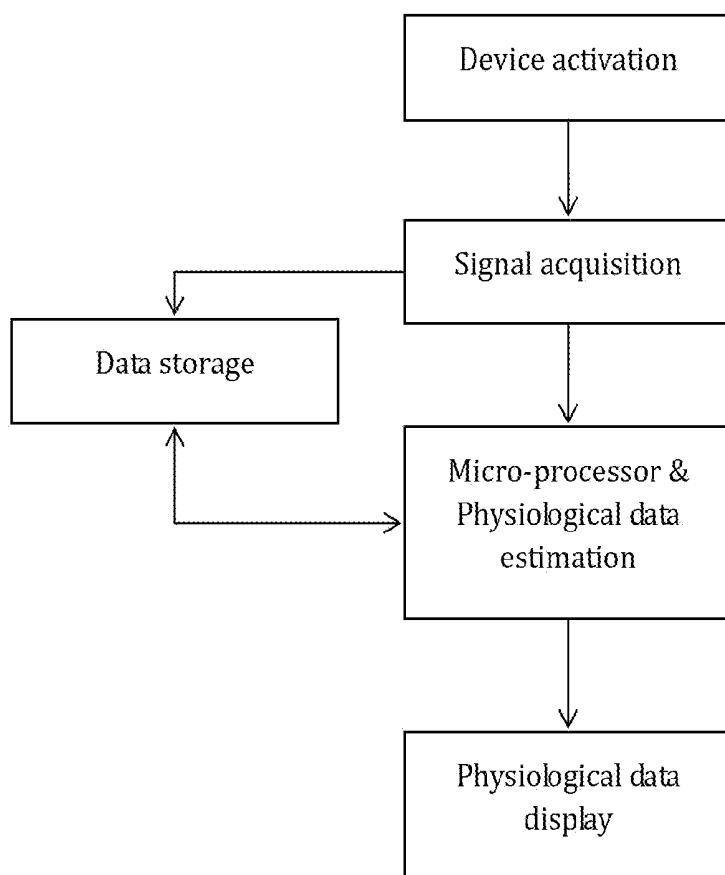 Device activation
Signal acquisition
Data storage
Micro-processor &
Physiological data
estimation
Physiological data
display